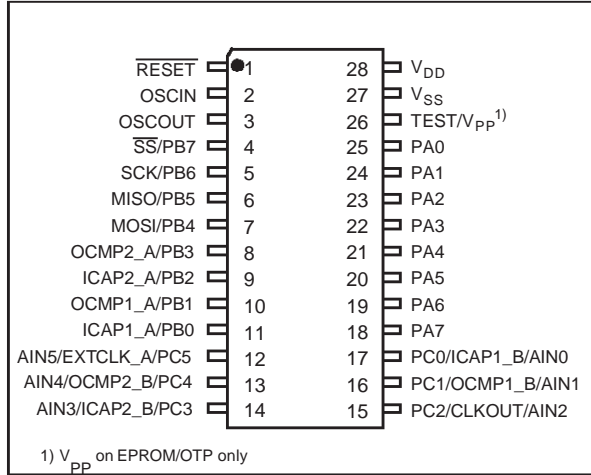 RESET 1 28 VDD
OSCIN 2 27 VSS
OSCOUT 3 26 TEST/VPP1)
SS/PB7 4 25 PA0
SCK/PB6 5 24 PA1
MISO/PB5 6 23 PA2
MOSI/PB4 7 22 PA3
OCMP2_A/PB3 8 21 PA4
ICAP2_A/PB2 9 20 PA5
OCMP1_A/PB1 10 19 PA6
ICAP1_A/PB0 11 18 PA7
AIN5/EXTCLK_A/PC5 12 17 PC0/ICAP1_B/AIN0
AIN4/OCMP2_B/PC4 13 16 PC1/OCMP1_B/AIN1
AIN3/ICAP2_B/PC3 14 15 PC2/CLKOUT/AIN2
1) VPP on EPROM/OTP only